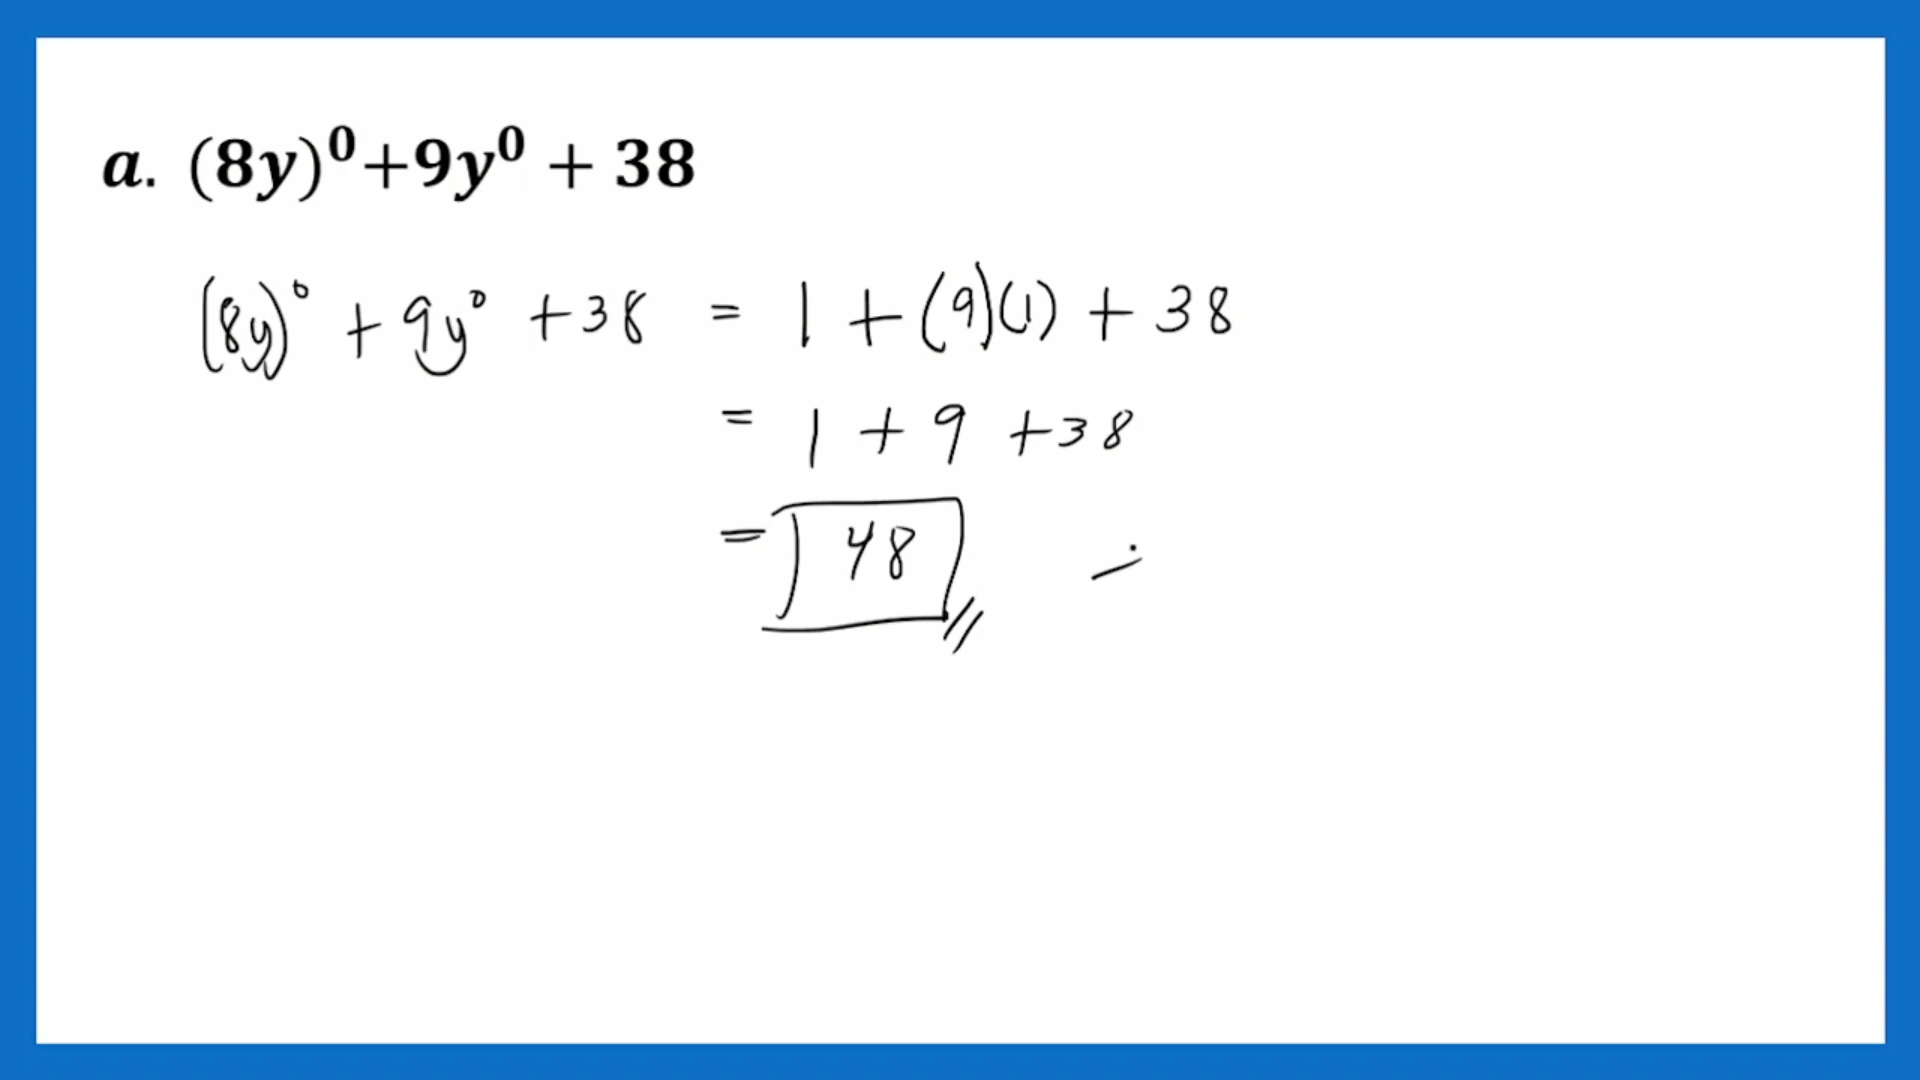 a. (8y)⁰+9y⁰ + 38
(8y)⁰ + 9y⁰ +38 = 1 + (9)(1) + 38
= 1 + 9 +38
= 48